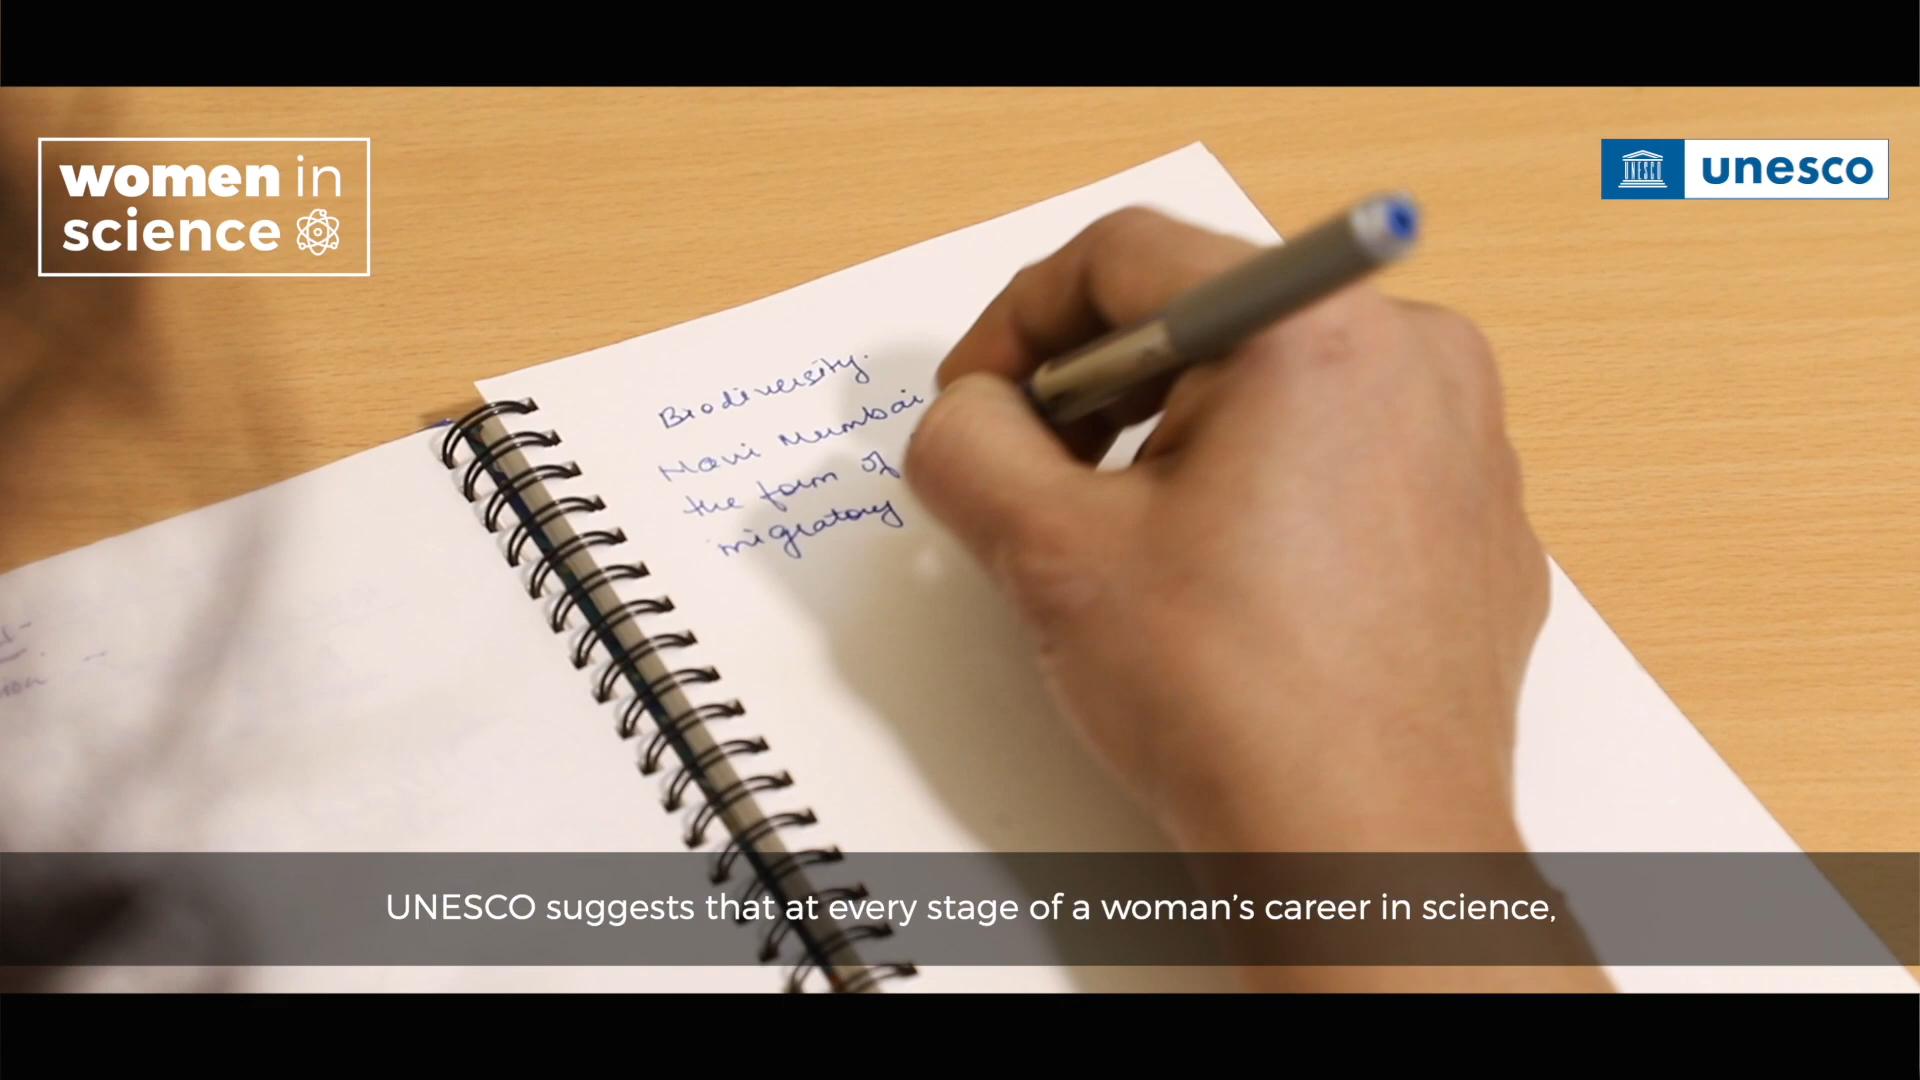 women in
science
UNESCO
unesco
Biodiversity.
Navi Mumbai
the form of
migratory
UNESCO suggests that at every stage of a woman's career in science,